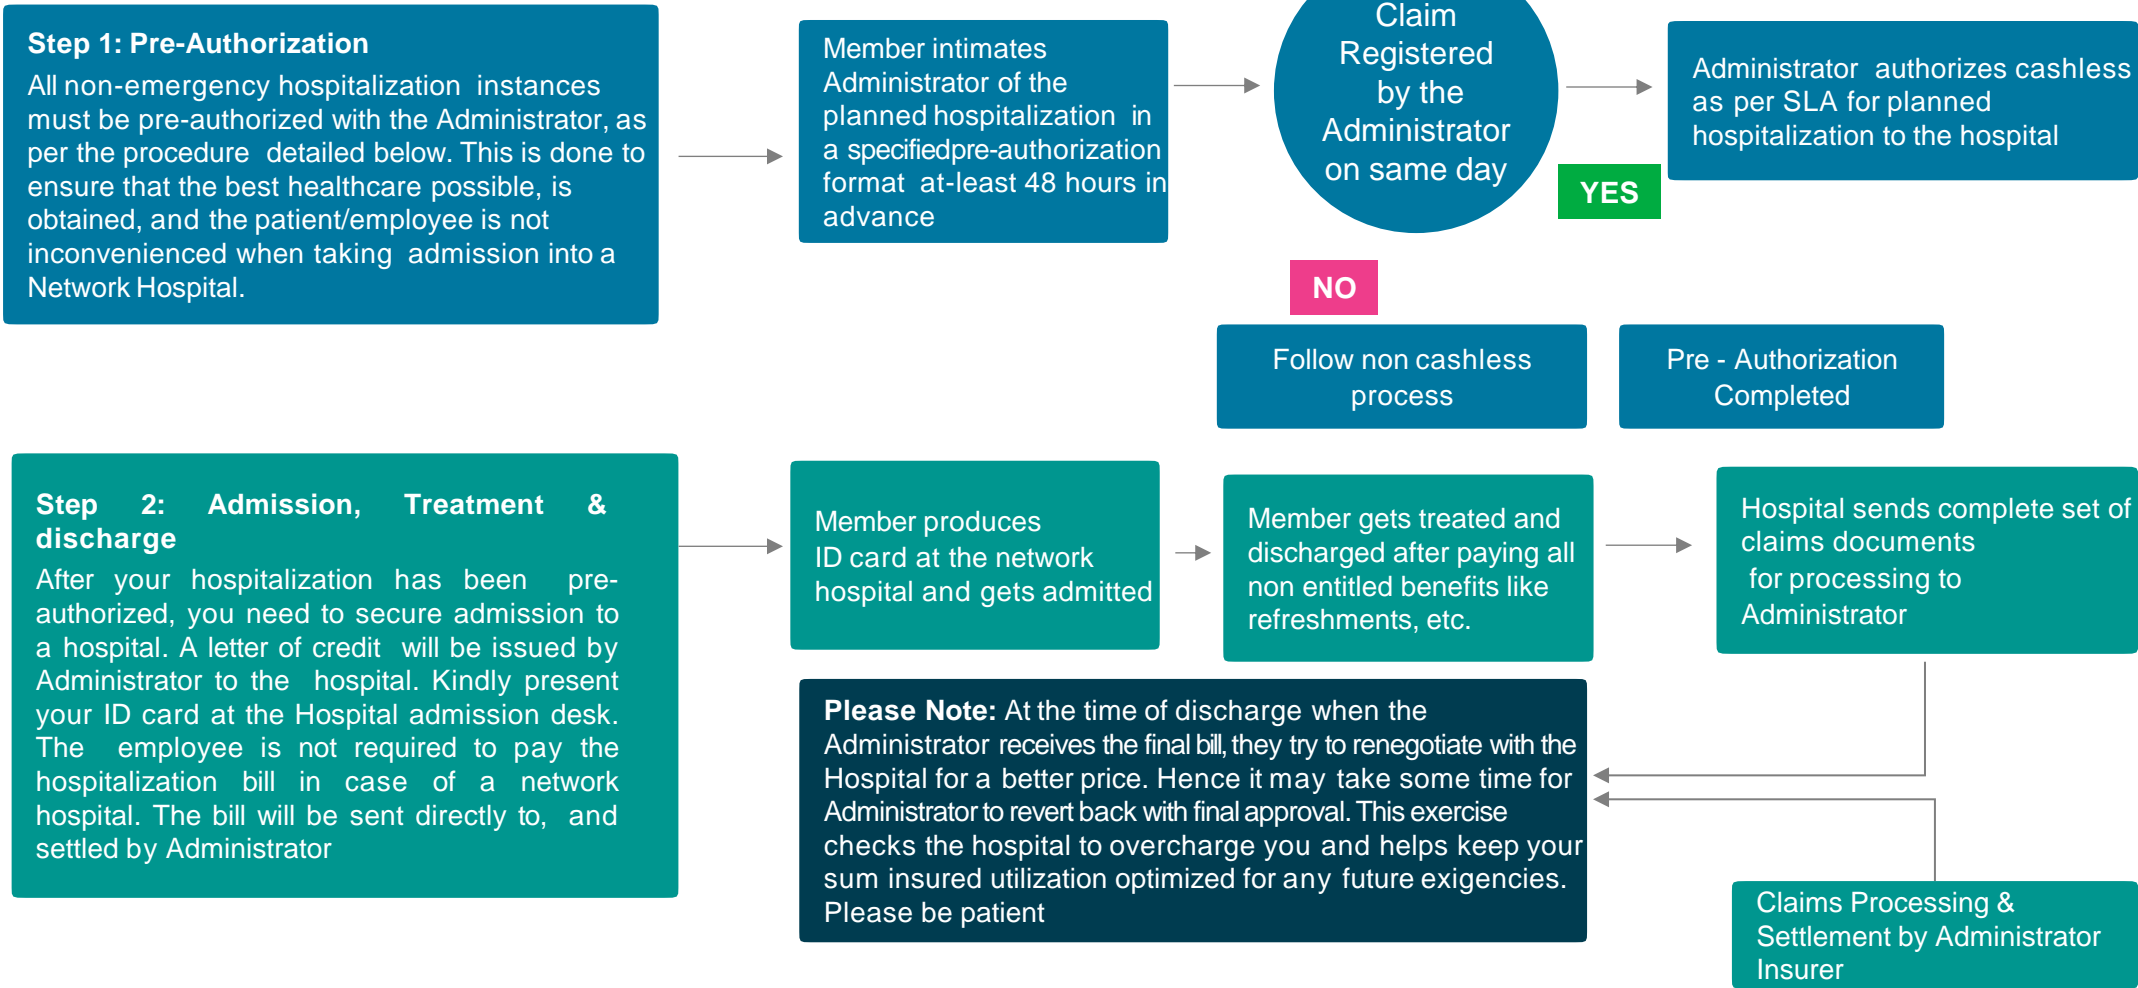 Step 1: Pre-Authorization
All non-emergency hospitalization instances
must be pre-authorized with the Administrator, as
per the procedure detailed below. This is done to
ensure that the best healthcare possible, is
obtained, and the patient/employee is not
inconvenienced when taking admission into a
Network Hospital.
Member intimates
Administrator of the
planned hospitalization in
a specifiedpre-authorization
format at-least 48 hours in
advance
Claim
Registered
by the
Administrator
on same day
YES
Administrator authorizes cashless
as per SLA for planned
hospitalization to the hospital
NO
Follow non cashless
process
Pre - Authorization
Completed
Step 2: Admission, Treatment &
discharge
After your hospitalization has been pre-
authorized, you need to secure admission to
a hospital. A letter of credit will be issued by
Administrator to the hospital. Kindly present
your ID card at the Hospital admission desk.
The employee is not required to pay the
hospitalization bill in case of a network
hospital. The bill will be sent directly to, and
settled by Administrator
Member produces
ID card at the network
hospital and gets admitted
Member gets treated and
discharged after paying all
non entitled benefits like
refreshments, etc.
Hospital sends complete set of
claims documents
for processing to
Administrator
Please Note: At the time of discharge when the
Administrator receives the final bill, they try to renegotiate with the
Hospital for a better price. Hence it may take some time for
Administrator to revert back with final approval. This exercise
checks the hospital to overcharge you and helps keep your
sum insured utilization optimized for any future exigencies.
Please be patient
Claims Processing &
Settlement by Administrator
Insurer